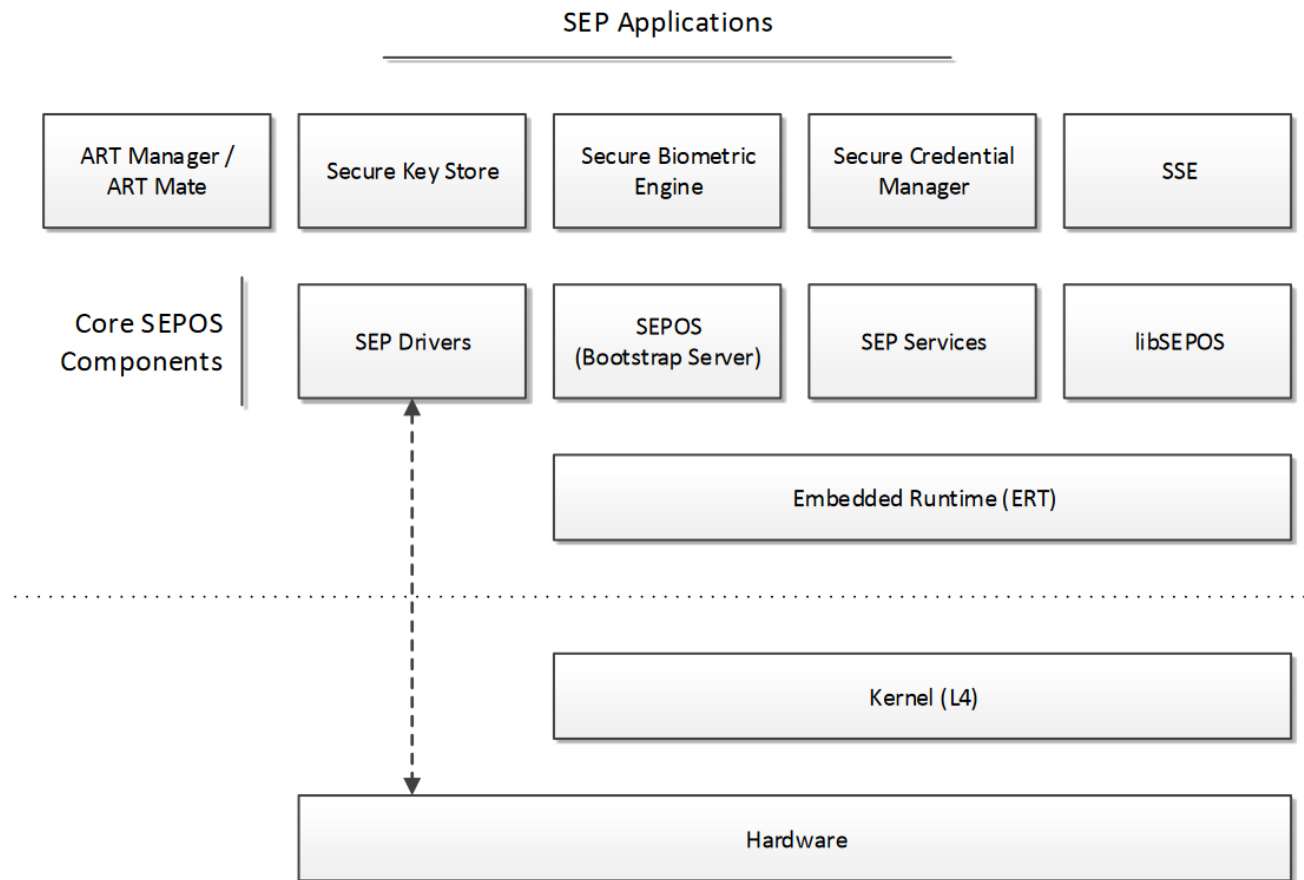 SEP Applications
ART Manager /
ART Mate
Secure Key Store
Secure Biometric
Engine
Secure Credential
Manager
SSE
Core SEPOS
Components
SEP Drivers
SEPOS
(Bootstrap Server)
SEP Services
libSEPOS
Embedded Runtime (ERT)
Kernel (L4)
Hardware